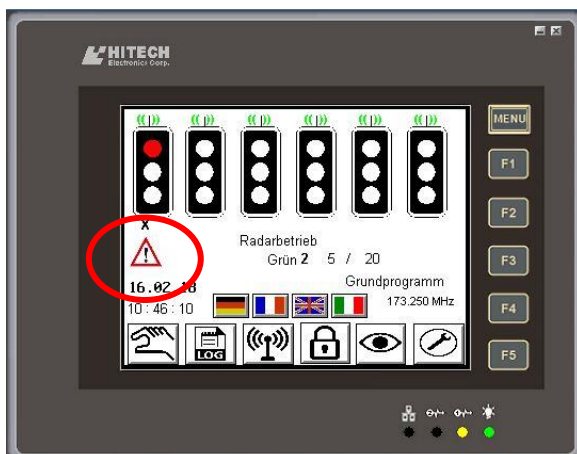 HITECH
Electronics Corp.
MENU
F1
F2
F3
F4
F5
X
Radarbetrieb
Grün 2 5 / 20
Grundprogramm
16.02.18
173.250 MHz
10:46:10
LOG